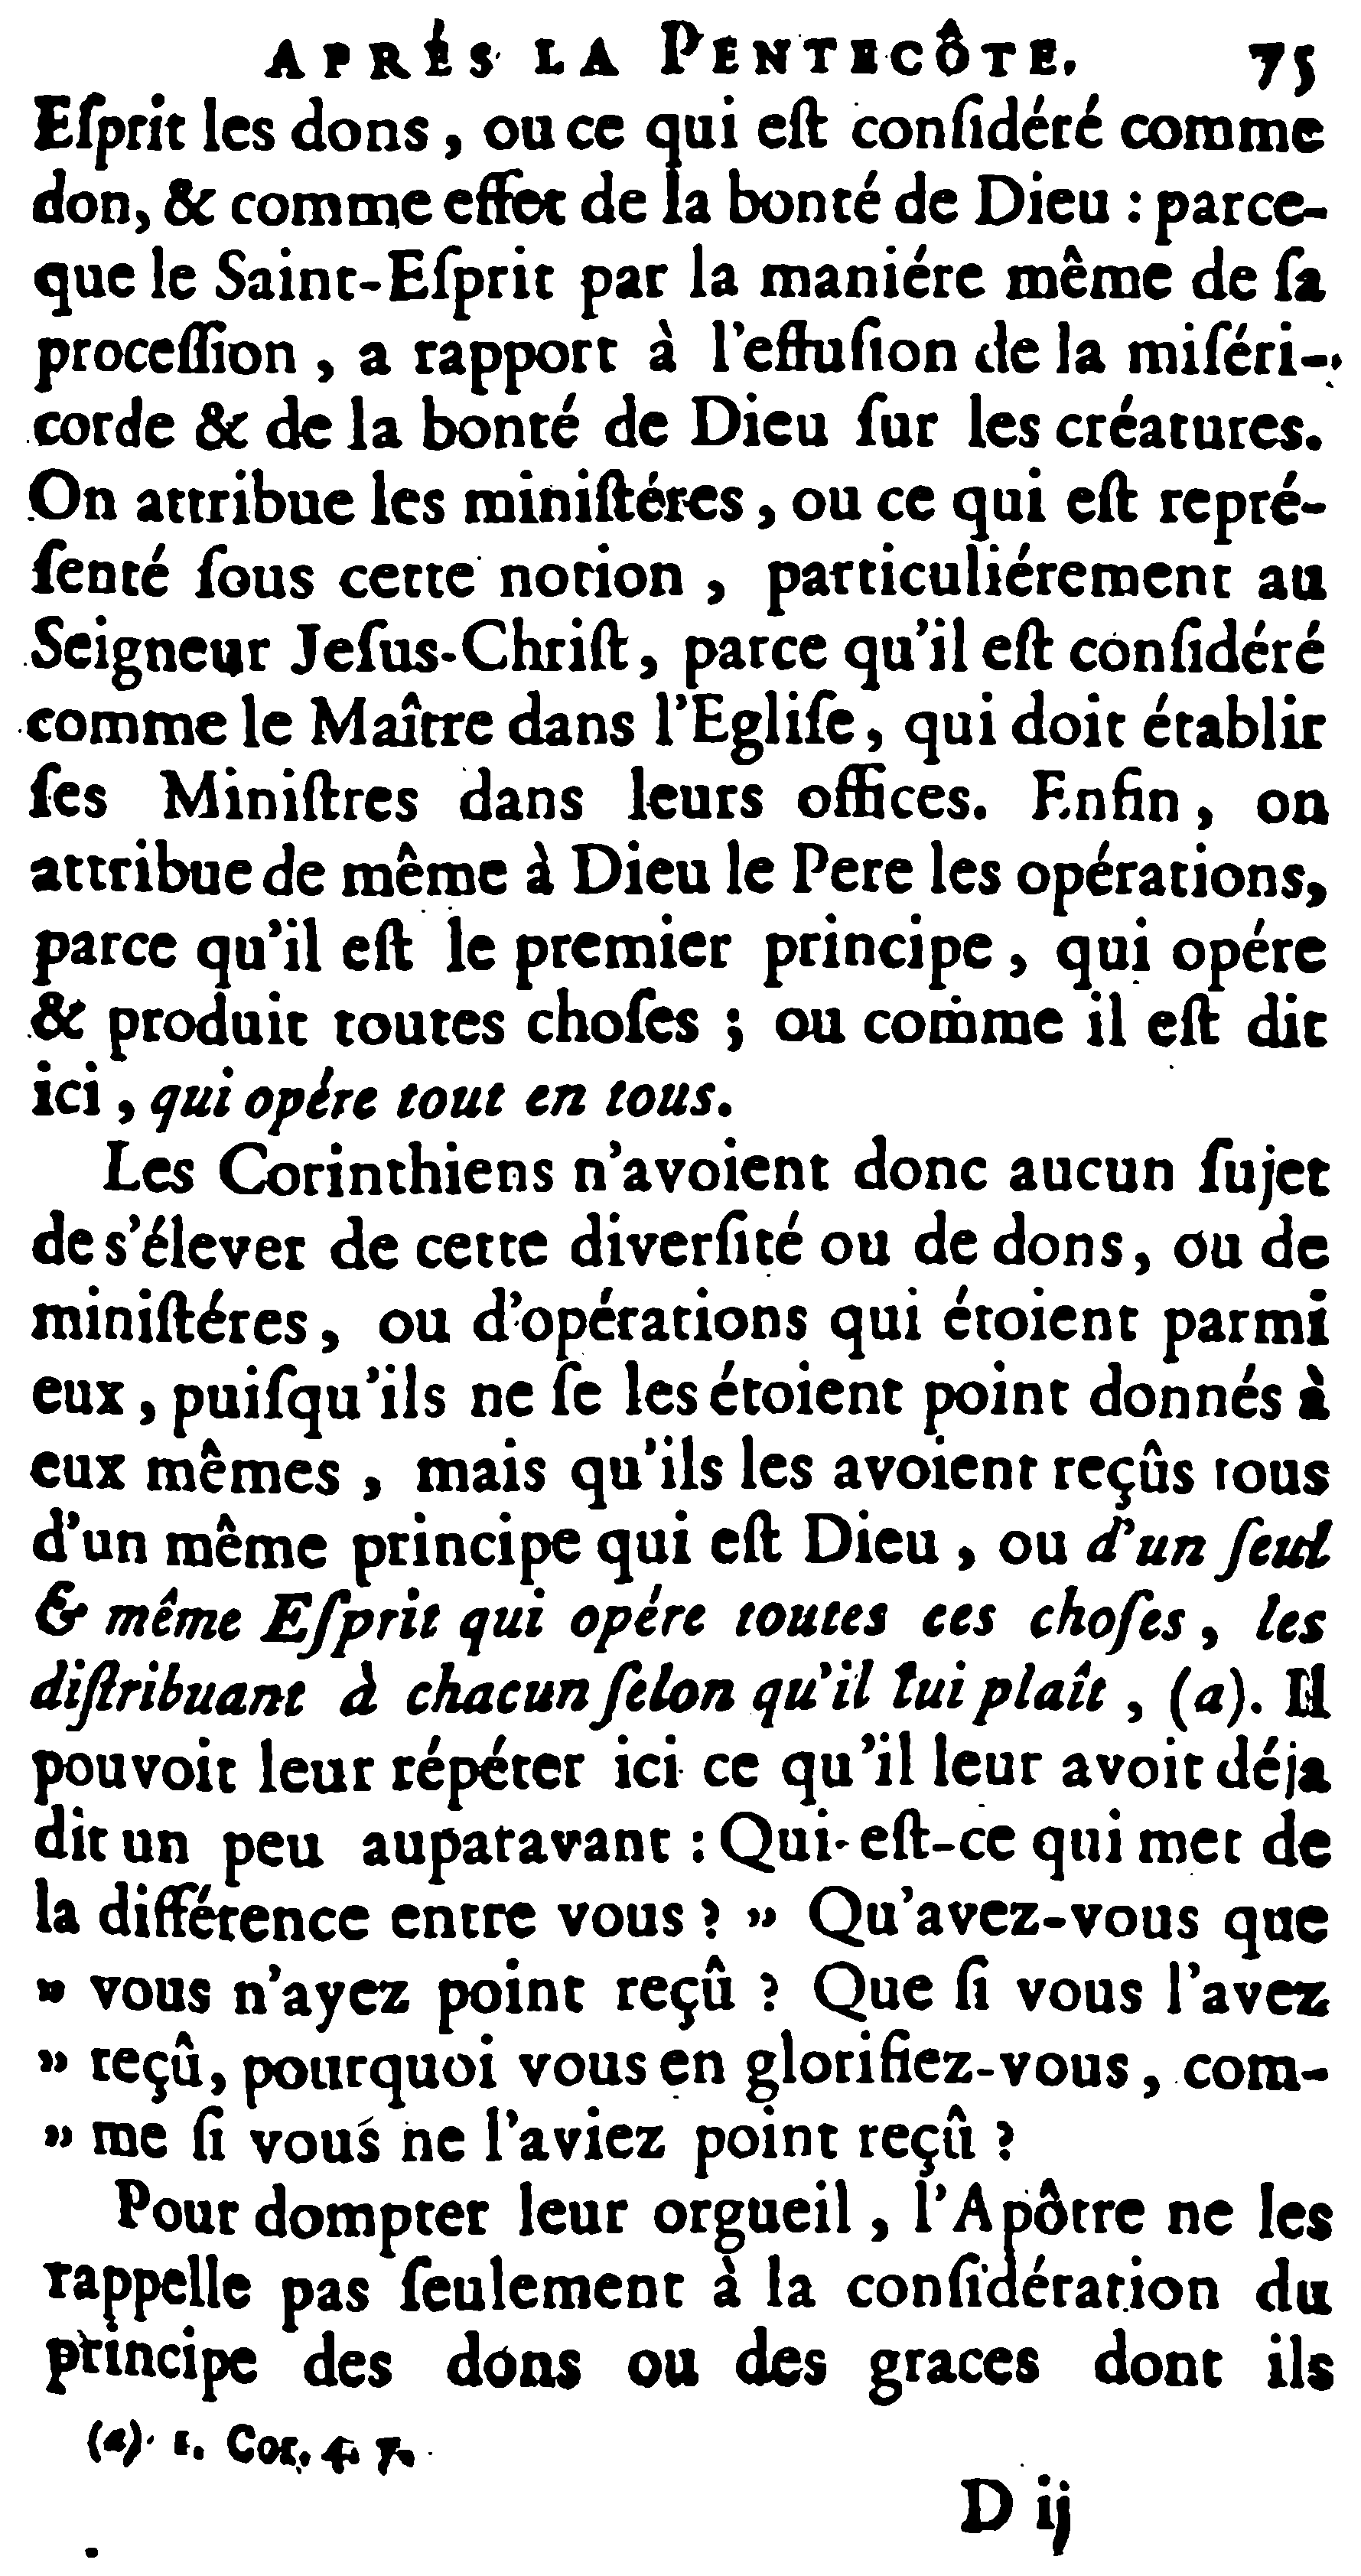 APRÉS LA PENTECÔTE. 75
Eſprit les dons, ou ce qui eſt conſidéré comme
don, & comme effet de la bonté de Dieu : parce-
que le Saint-Eſprit par la maniére même de ſa
proceſſion, a rapport à l'effuſion de la miſéri-
corde & de la bonté de Dieu ſur les créatures.
On attribue les miniſtéres, ou ce qui eſt repré-
ſenté ſous cette notion, particuliérement au
Seigneur Jeſus-Chriſt, parce qu'il eſt conſidéré
comme le Maître dans l'Egliſe, qui doit établir
ſes Miniſtres dans leurs offices. Enfin, on
attribue de même à Dieu le Pere les opérations,
parce qu'il eſt le premier principe, qui opére
& produit toutes choſes ; ou comme il eſt dit
ici, qui opére tout en tous.
Les Corinthiens n'avoient donc aucun ſujet
de s'élever de cette diverſité ou de dons, ou de
miniſtéres, ou d'opérations qui étoient parmi
eux, puiſqu'ils ne ſe les étoient point donnés à
eux mêmes, mais qu'ils les avoient reçûs tous
d'un même principe qui eſt Dieu, ou d'un ſeul
& même Eſprit qui opére toutes ces choſes, les
diſtribuant à chacun ſelon qu'il lui plaît, (a). Il
pouvoit leur répéter ici ce qu'il leur avoit déja
dit un peu auparavant : Qui-eſt-ce qui met de
la différence entre vous ? » Qu'avez-vous que
» vous n'ayez point reçû ? Que ſi vous l'avez
» reçû, pourquoi vous en glorifiez-vous, com-
» me ſi vous ne l'aviez point reçû ?
Pour dompter leur orgueil, l'Apôtre ne les
rappelle pas ſeulement à la conſidération du
principe des dons ou des graces dont ils
(a) 1. Cor. 4. 7.
D ij